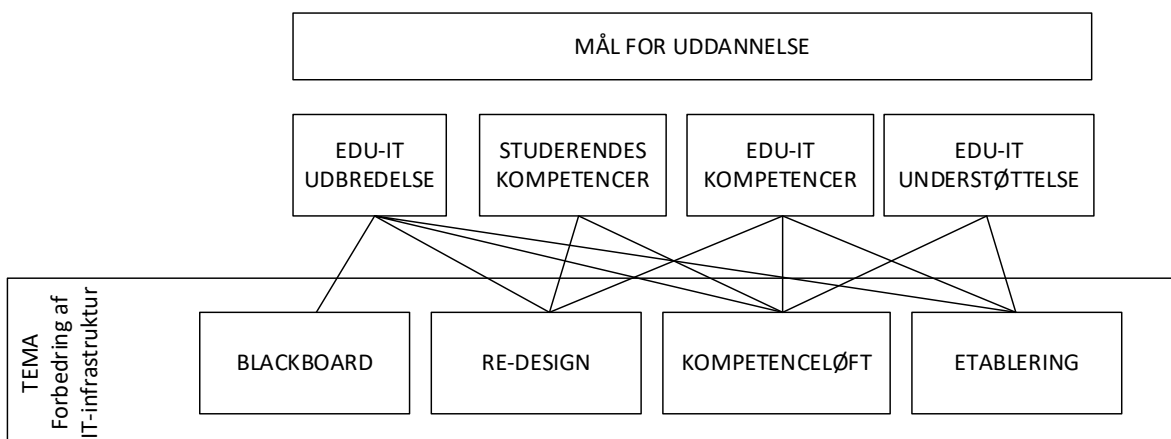 MÅL FOR UDDANNELSE
EDU-IT
UDBREDELSE
STUDERENDES
KOMPETENCER
EDU-IT
KOMPETENCER
EDU-IT
UNDERSTØTTELSE
TEMA
Forbedring af
IT-infrastruktur
BLACKBOARD
RE-DESIGN
KOMPETENCELØFT
ETABLERING